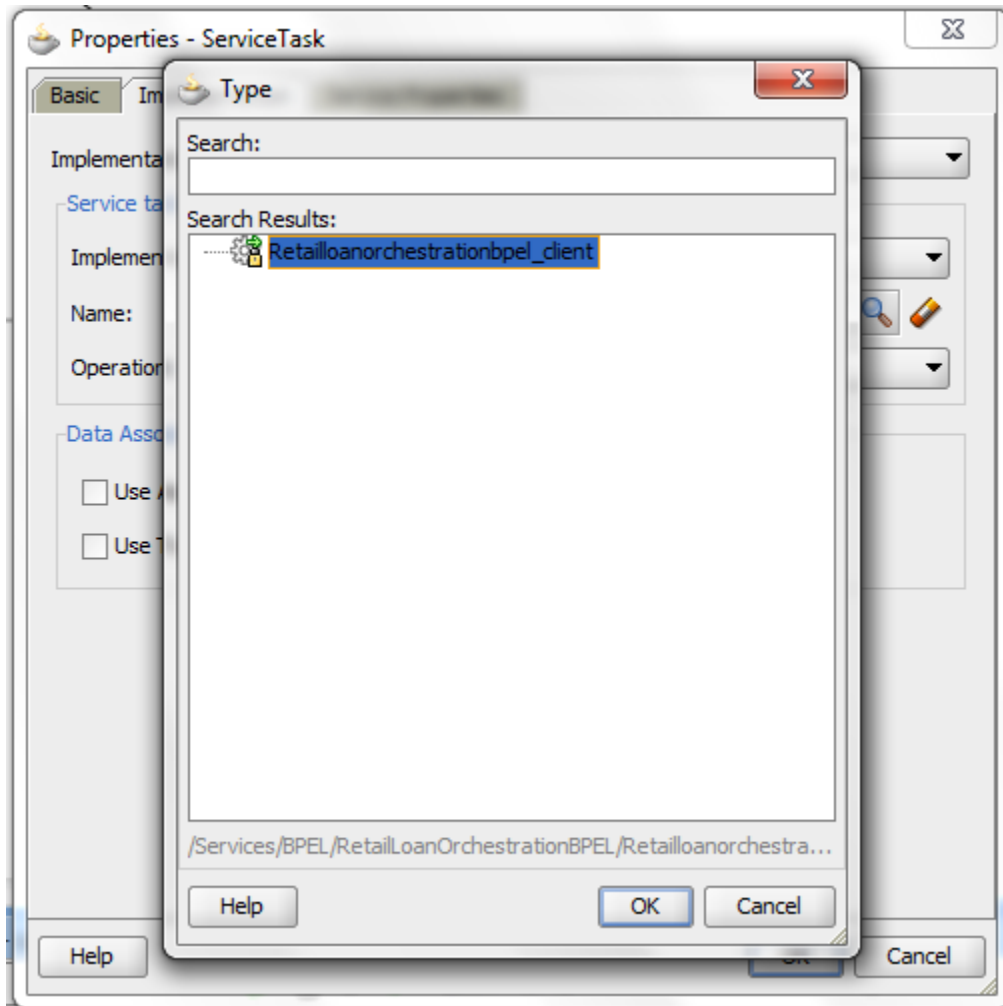 Properties - ServiceTask
Basic
Im
Type
Implementa
Search:
Service ta
Search Results:
Retailloanorchestrationbpel_client
Implemen
Name:
Operation
Data Asso
Use
Use T
/Services/BPEL/RetailLoanOrchestrationBPEL/Retailloanorchestra...
Help
OK
Cancel
Help
OK
Cancel